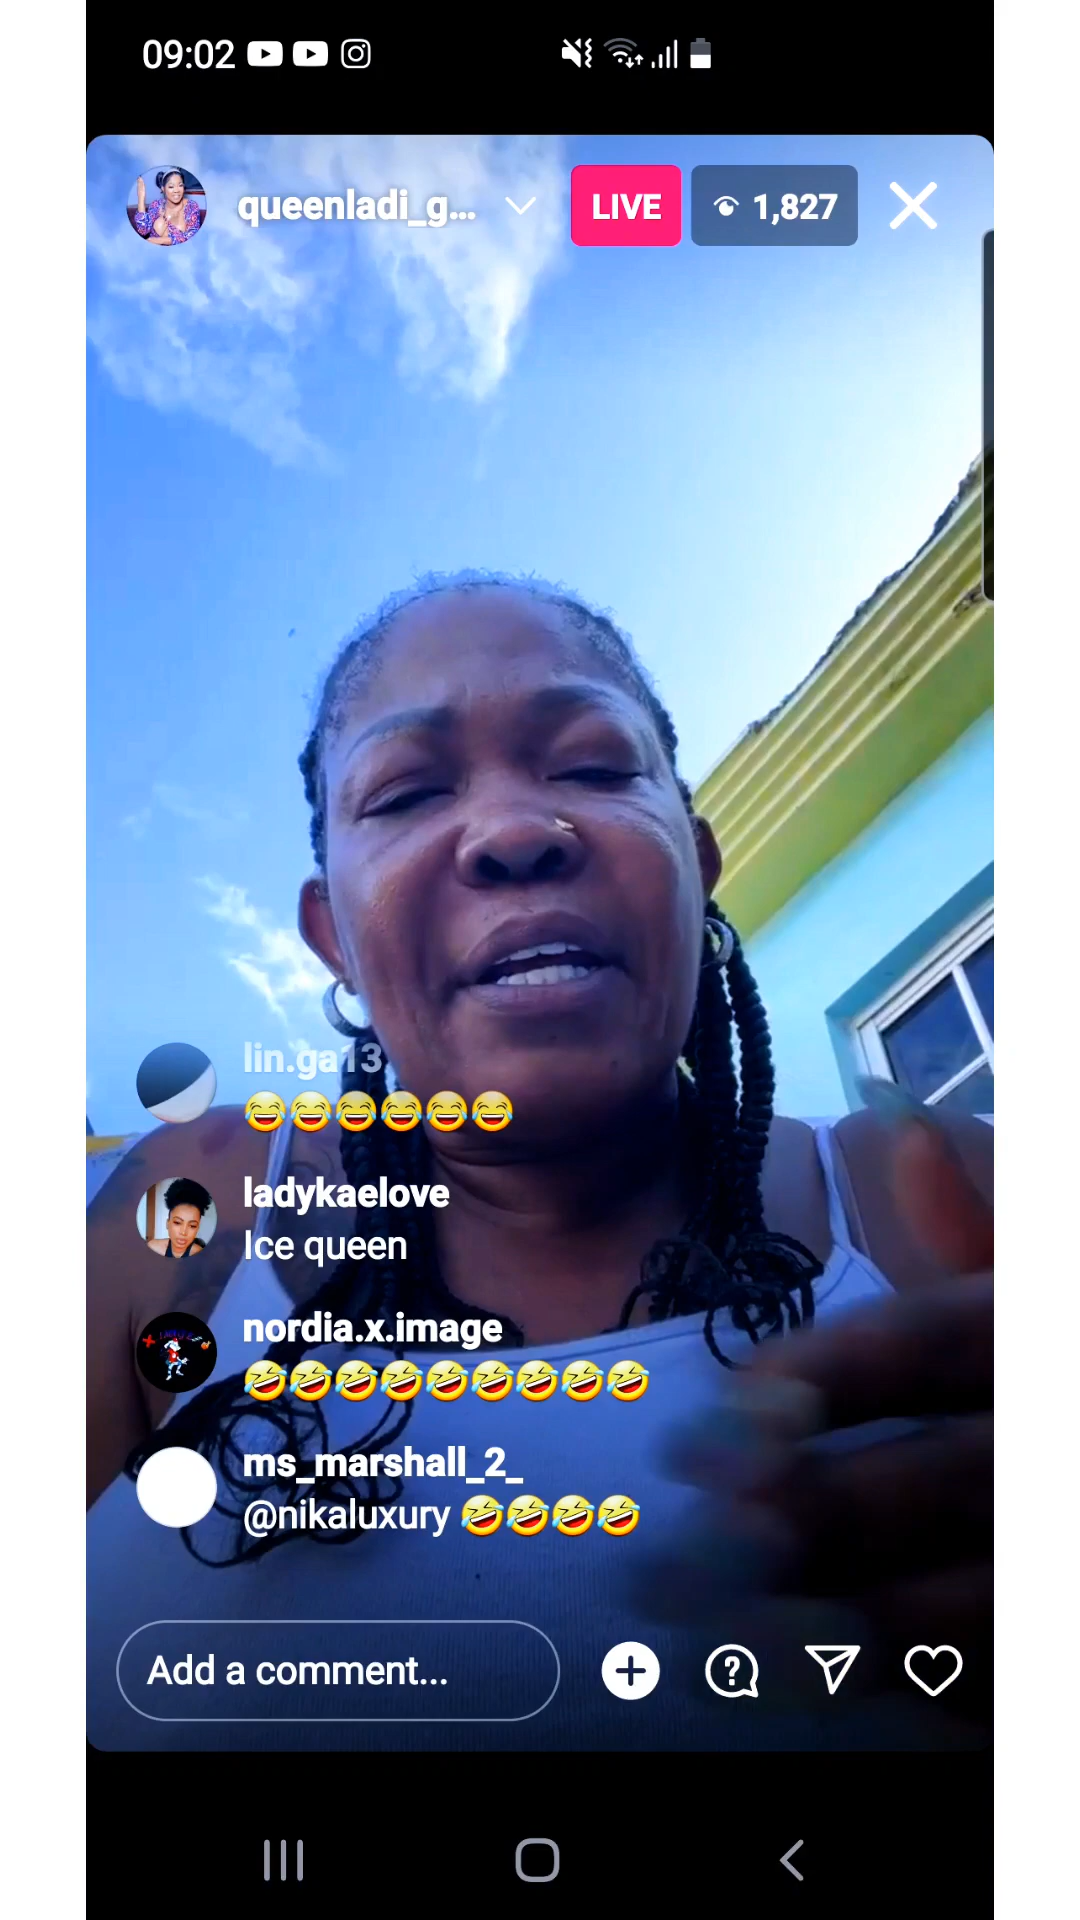 09:02
queenladi_g...
LIVE
1,827
lin.ga13
😂😂😂😂😂😂
ladykaelove
Ice queen
nordia.x.image
🤣🤣🤣🤣🤣🤣🤣🤣🤣
ms_marshall_2_
@nikaluxury 🤣🤣🤣🤣
Add a comment...